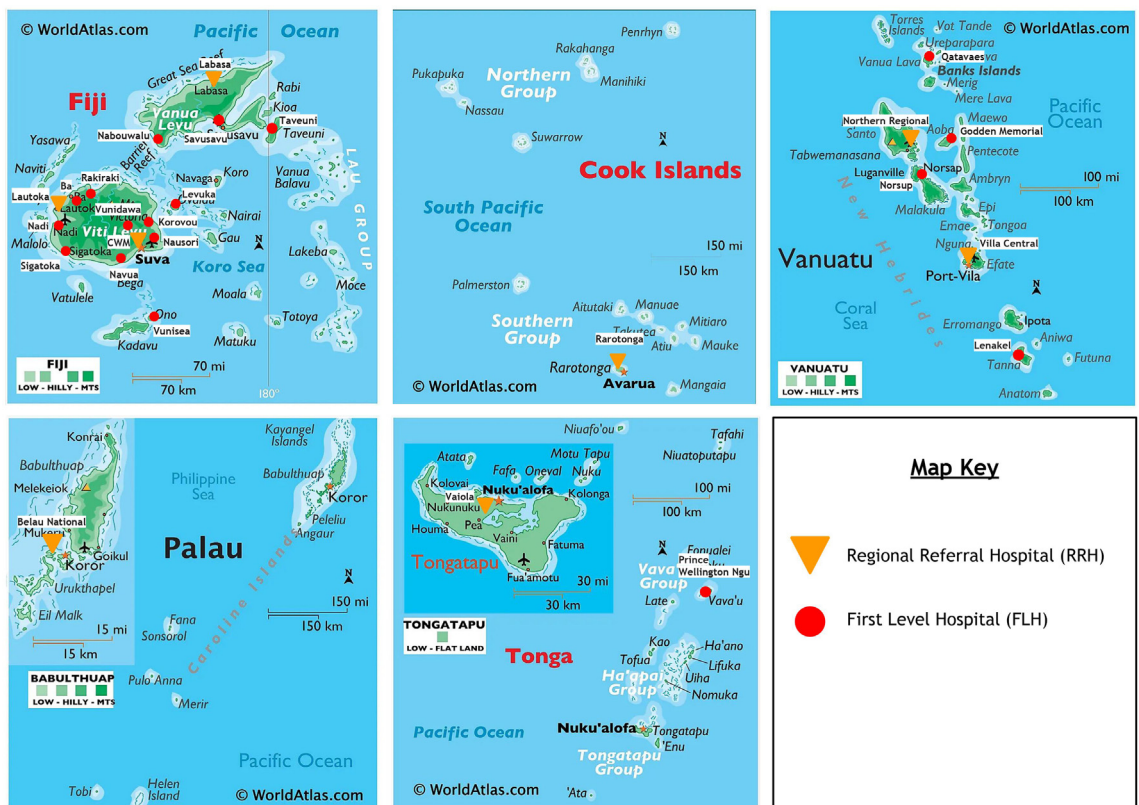 © WorldAtlas.com
Pacific Ocean
Great Sea Reef
Labasa
Labasa
Fiji
Rabi
Kioa
Vanua
Levu
Taveuni
Taveuni
Savusavu
Nabouwalu
Yasawa
Barrier
Reef
Naviti
Koro
Navaga
Vanua
Balavu
LAU GROUP
Ba
Rakiraki
Levuka
Lautoka
Vunidawa
Korovou
Nairai
Nadi
Nadi
Viti Levu
CWM
Nausori
Malolo
Suva
Gau
Lakeba
Sigatoka
Sigatoka
Navua
Bega
Koro Sea
N
Vatulele
Moala
Moce
Ono
Vunisea
Totoya
Kadavu
Matuku
FIJI
LOW - HILLY - MTS
70 mi
70 km
180°
Penrhyn
Rakahanga
Pukapuka
Northern
Group
Manihiki
Nassau
Suwarrow
N
Cook Islands
South Pacific
Ocean
150 mi
150 km
Palmerston
Aitutaki
Manuae
Southern
Group
Takutea
Mitiaro
Rarotonga
Atiu
Mauke
Rarotonga
Avarua
© WorldAtlas.com
Mangaia
© WorldAtlas.com
Torres
Islands
Vot Tande
Ureparapara
Qatavaes
Vanua Lava
Banks Islands
Merig
Mere Lava
Pacific
Ocean
Northern Regional
Maewo
Santo
Aoba
Godden Memorial
Tabwemanasana
Pentecote
Luganville
Norsap
Norsup
Ambryn
100 mi
100 km
Malakula
Epi
Emae
Tongoa
New Hebrides
Nguna
Villa Central
Vanuatu
Efate
Port-Vila
N
Coral
Sea
Erromango
Ipota
Lenakel
Aniwa
Tanna
Futuna
VANUATU
LOW - HILLY - MTS
Anatom
Konrai
Babulthuap
Melekeiok
Belau National
Mukeru
Goikul
Koror
Urukthapel
Eil Malk
15 mi
15 km
BABULTHUAP
LOW - HILLY - MTS
Kayangel
Islands
Philippine
Sea
Babulthuap
Koror
Peleliu
Angaur
Palau
Caroline Islands
N
150 mi
150 km
Fana
Sonsorol
Pulo Anna
Merir
Pacific Ocean
Tobi
Helen
Island
© WorldAtlas.com
Niuafo'ou
Tafahi
Niuatoputapu
Atata
Fafa
Oneval
Motu Tapu
Nuku
Kolovai
Nuku'alofa
Vaiola
Nukunuku
Kolonga
Houma
Pea
Vaini
Fatuma
Tongatapu
Fua'amotu
30 mi
30 km
100 mi
100 km
N
Fonualei
Prince
Wellington Ngu
Vava
Group
Late
Vava'u
TONGATAPU
LOW - FLAT LAND
Tonga
Kao
Ha'ano
Tofua
Lifuka
Uiha
Ha'apai
Group
Nomuka
Nuku'alofa
Tongatapu
'Enu
Pacific Ocean
Tongatapu
Group
© WorldAtlas.com
'Ata
Map Key
Regional Referral Hospital (RRH)
First Level Hospital (FLH)